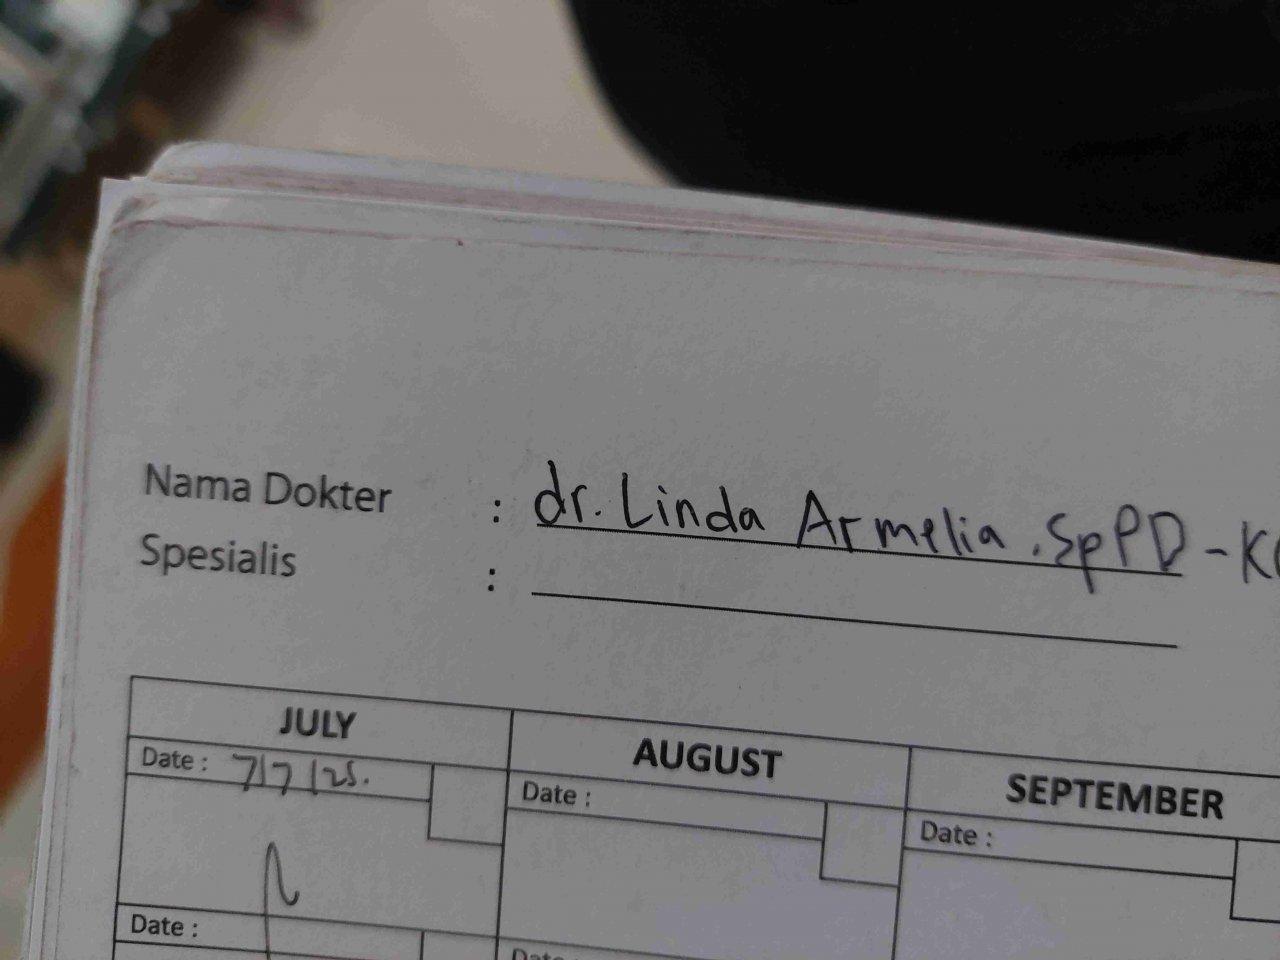 Nama Dokter : dr. Linda Armelia . SpPD - K
Spesialis :
JULY AUGUST SEPTEMBER
Date : 7/7/25. Date : Date :
Date :